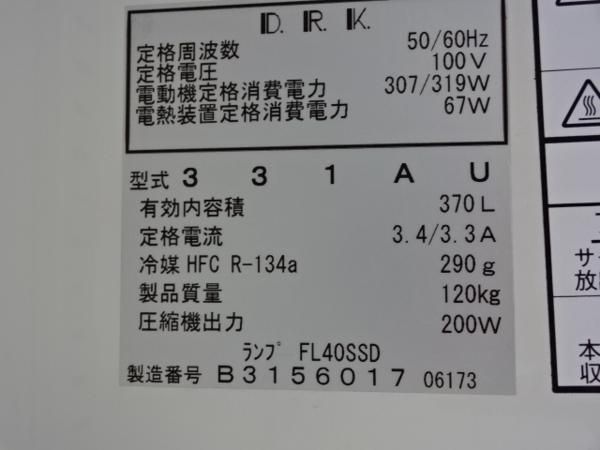 D. R. K.
定格周波数 50/60Hz
定格電圧 100V
電動機定格消費電力 307/319W
電熱装置定格消費電力 67W
型式 3 3 1 A U
有効内容積 370L
定格電流 3.4/3.3A
冷媒 HFC R-134a 290g
製品質量 120kg
圧縮機出力 200W
ランプ FL40SSD
製造番号 B3156017 06173
サ
放
本
収